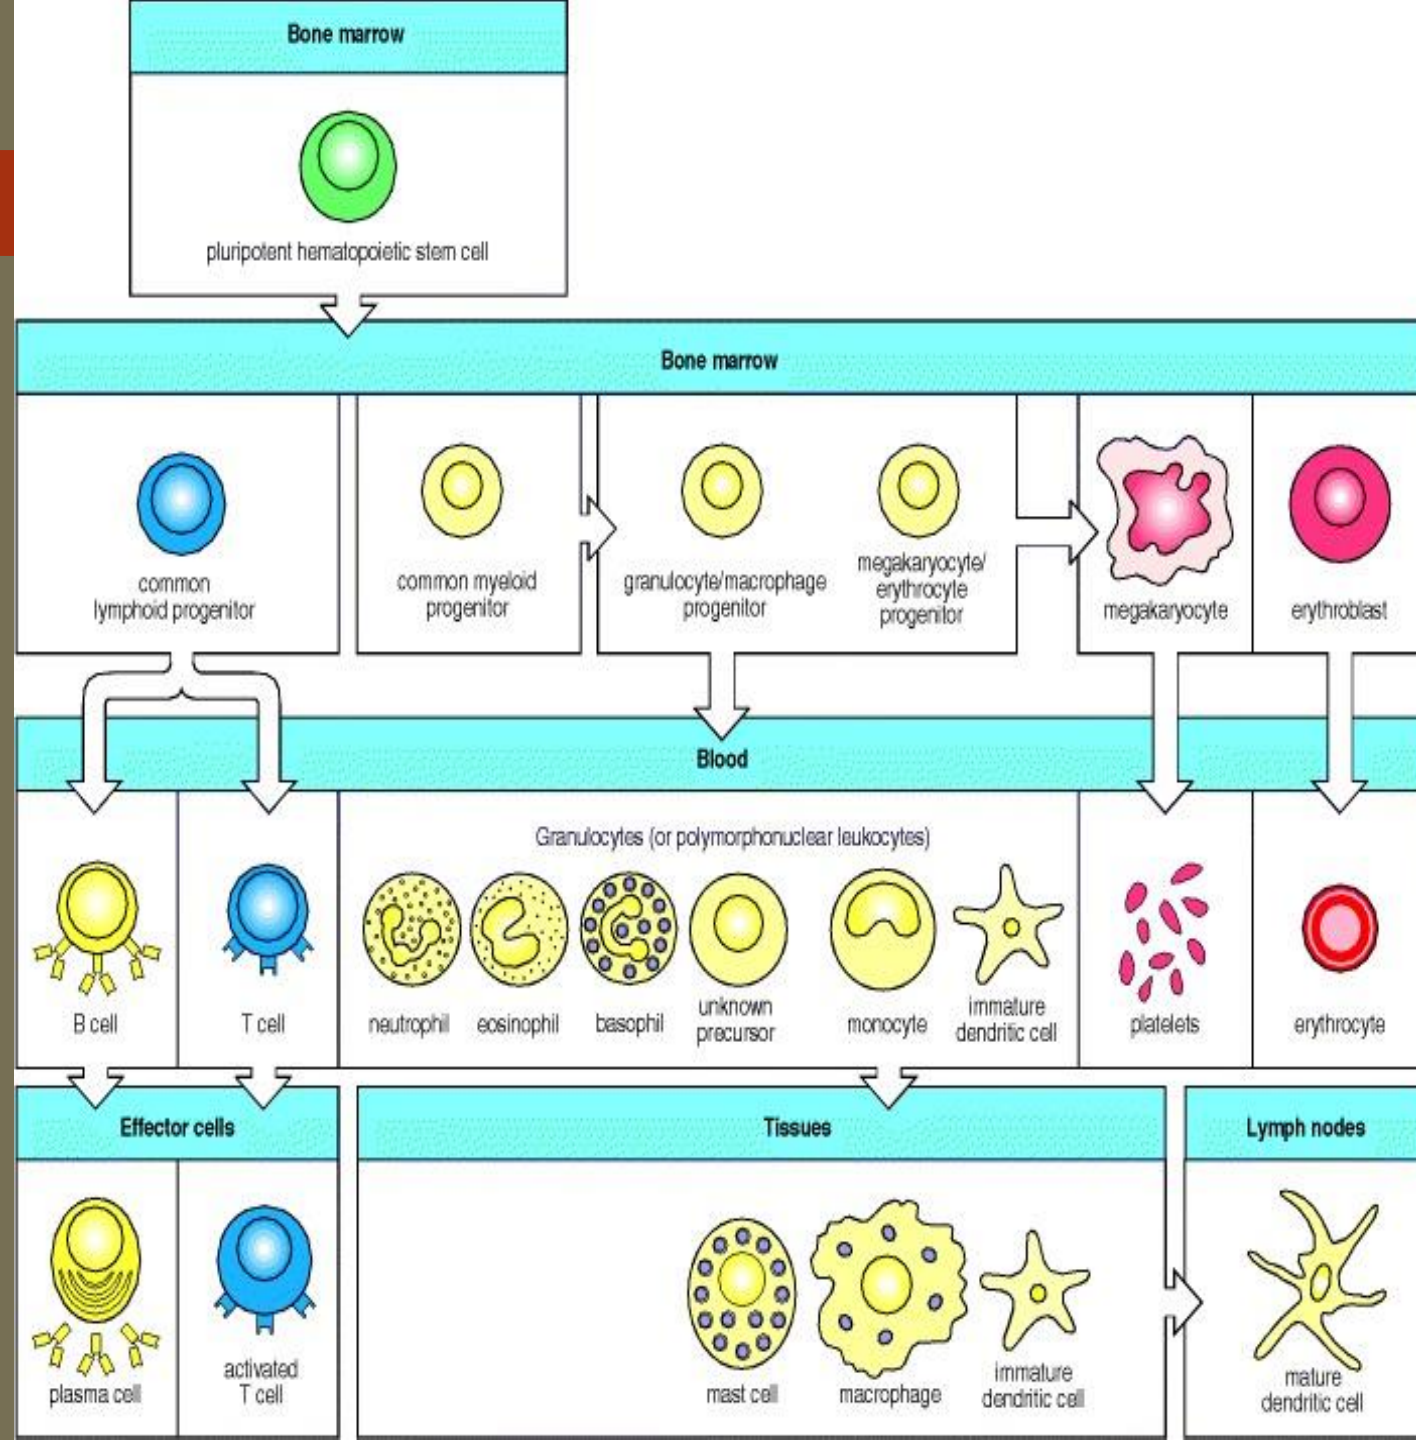 Bone marrow
pluripotent hematopoietic stem cell
Bone marrow
common
lymphoid progenitor
common myeloid
progenitor
granulocyte/macrophage
progenitor
megakaryocyte/
erythrocyte
progenitor
megakaryocyte
erythroblast
Blood
Granulocytes (or polymorphonuclear leukocytes)
B cell
T cell
neutrophil
eosinophil
basophil
unknown
precursor
monocyte
immature
dendritic cell
platelets
erythrocyte
Effector cells
Tissues
Lymph nodes
plasma cell
activated
T cell
mast cell
macrophage
immature
dendritic cell
mature
dendritic cell